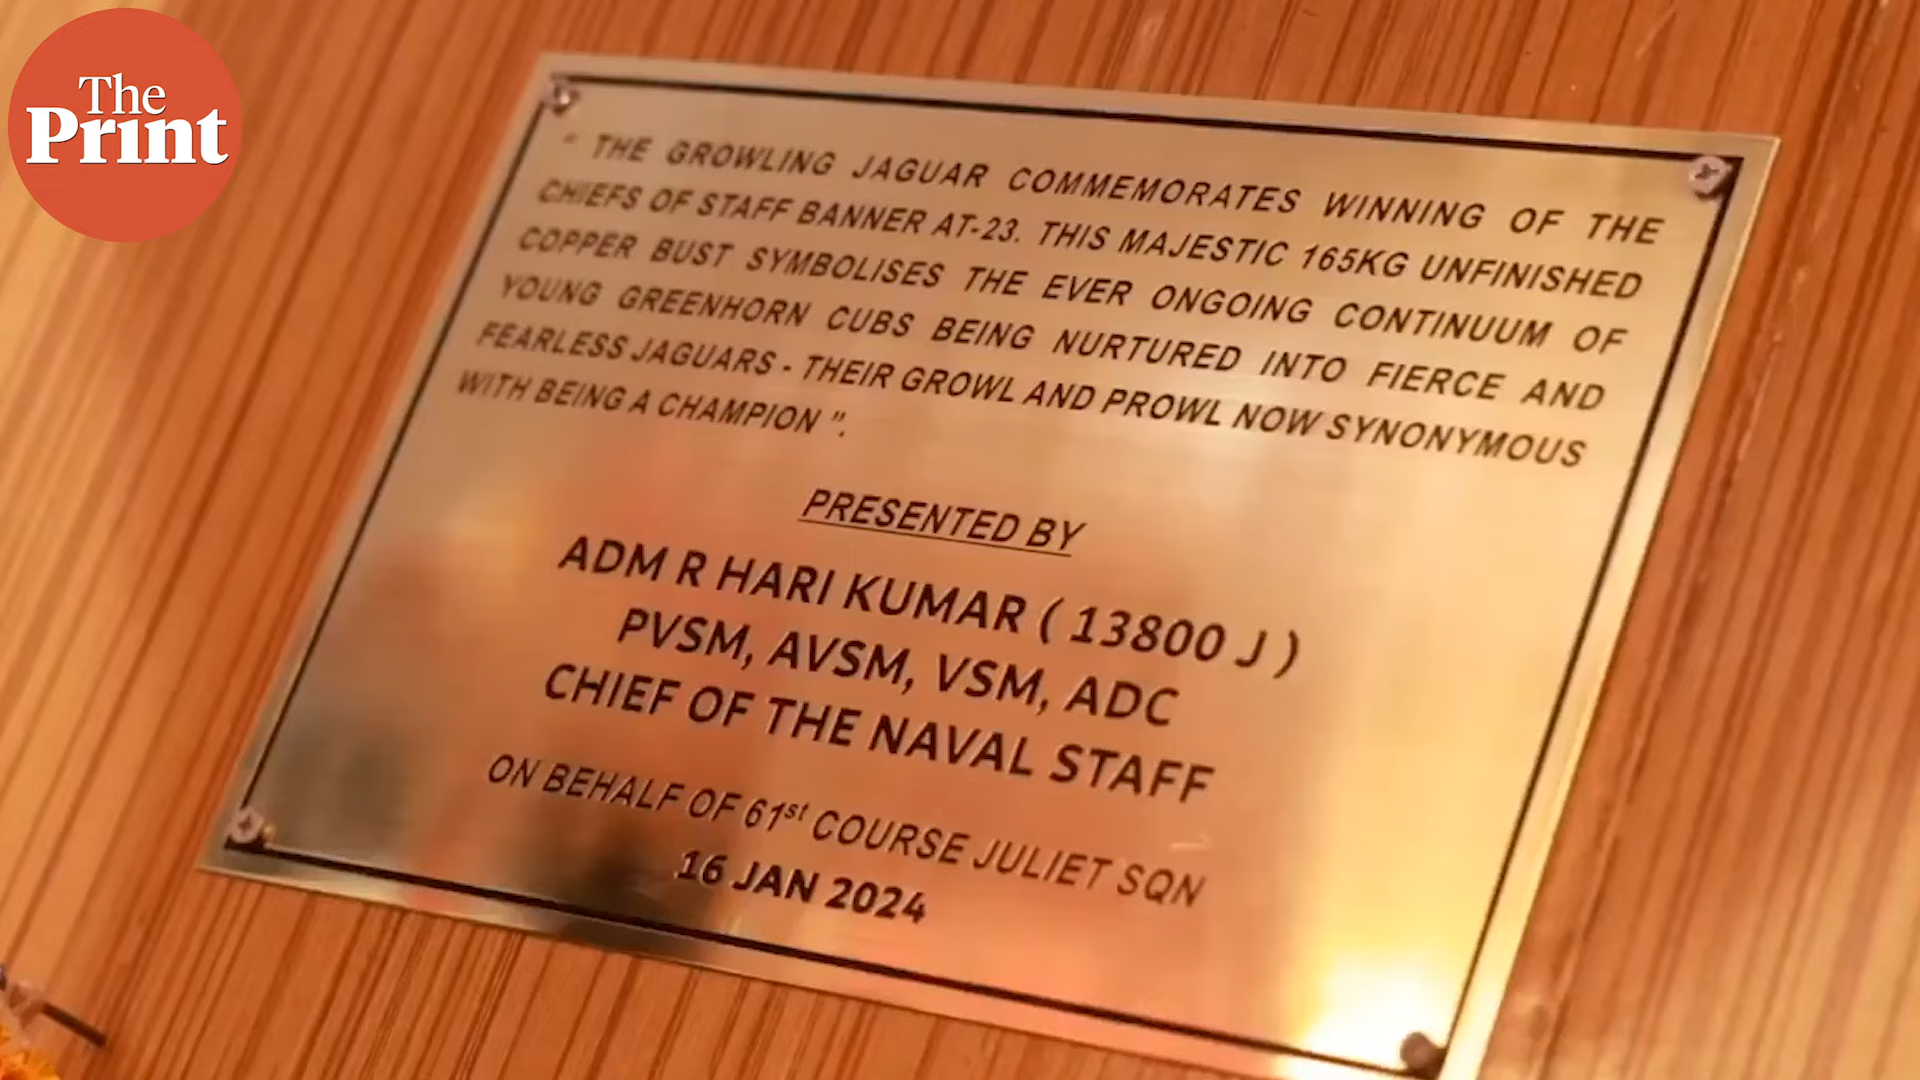 The
Print
" THE GROWLING JAGUAR COMMEMORATES WINNING OF THE
CHIEFS OF STAFF BANNER AT-23. THIS MAJESTIC 165KG UNFINISHED
COPPER BUST SYMBOLISES THE EVER ONGOING CONTINUUM OF
YOUNG GREENHORN CUBS BEING NURTURED INTO FIERCE AND
FEARLESS JAGUARS - THEIR GROWL AND PROWL NOW SYNONYMOUS
WITH BEING A CHAMPION ".
PRESENTED BY
ADM R HARI KUMAR ( 13800 J )
PVSM, AVSM, VSM, ADC
CHIEF OF THE NAVAL STAFF
ON BEHALF OF 61st COURSE JULIET SQN
16 JAN 2024